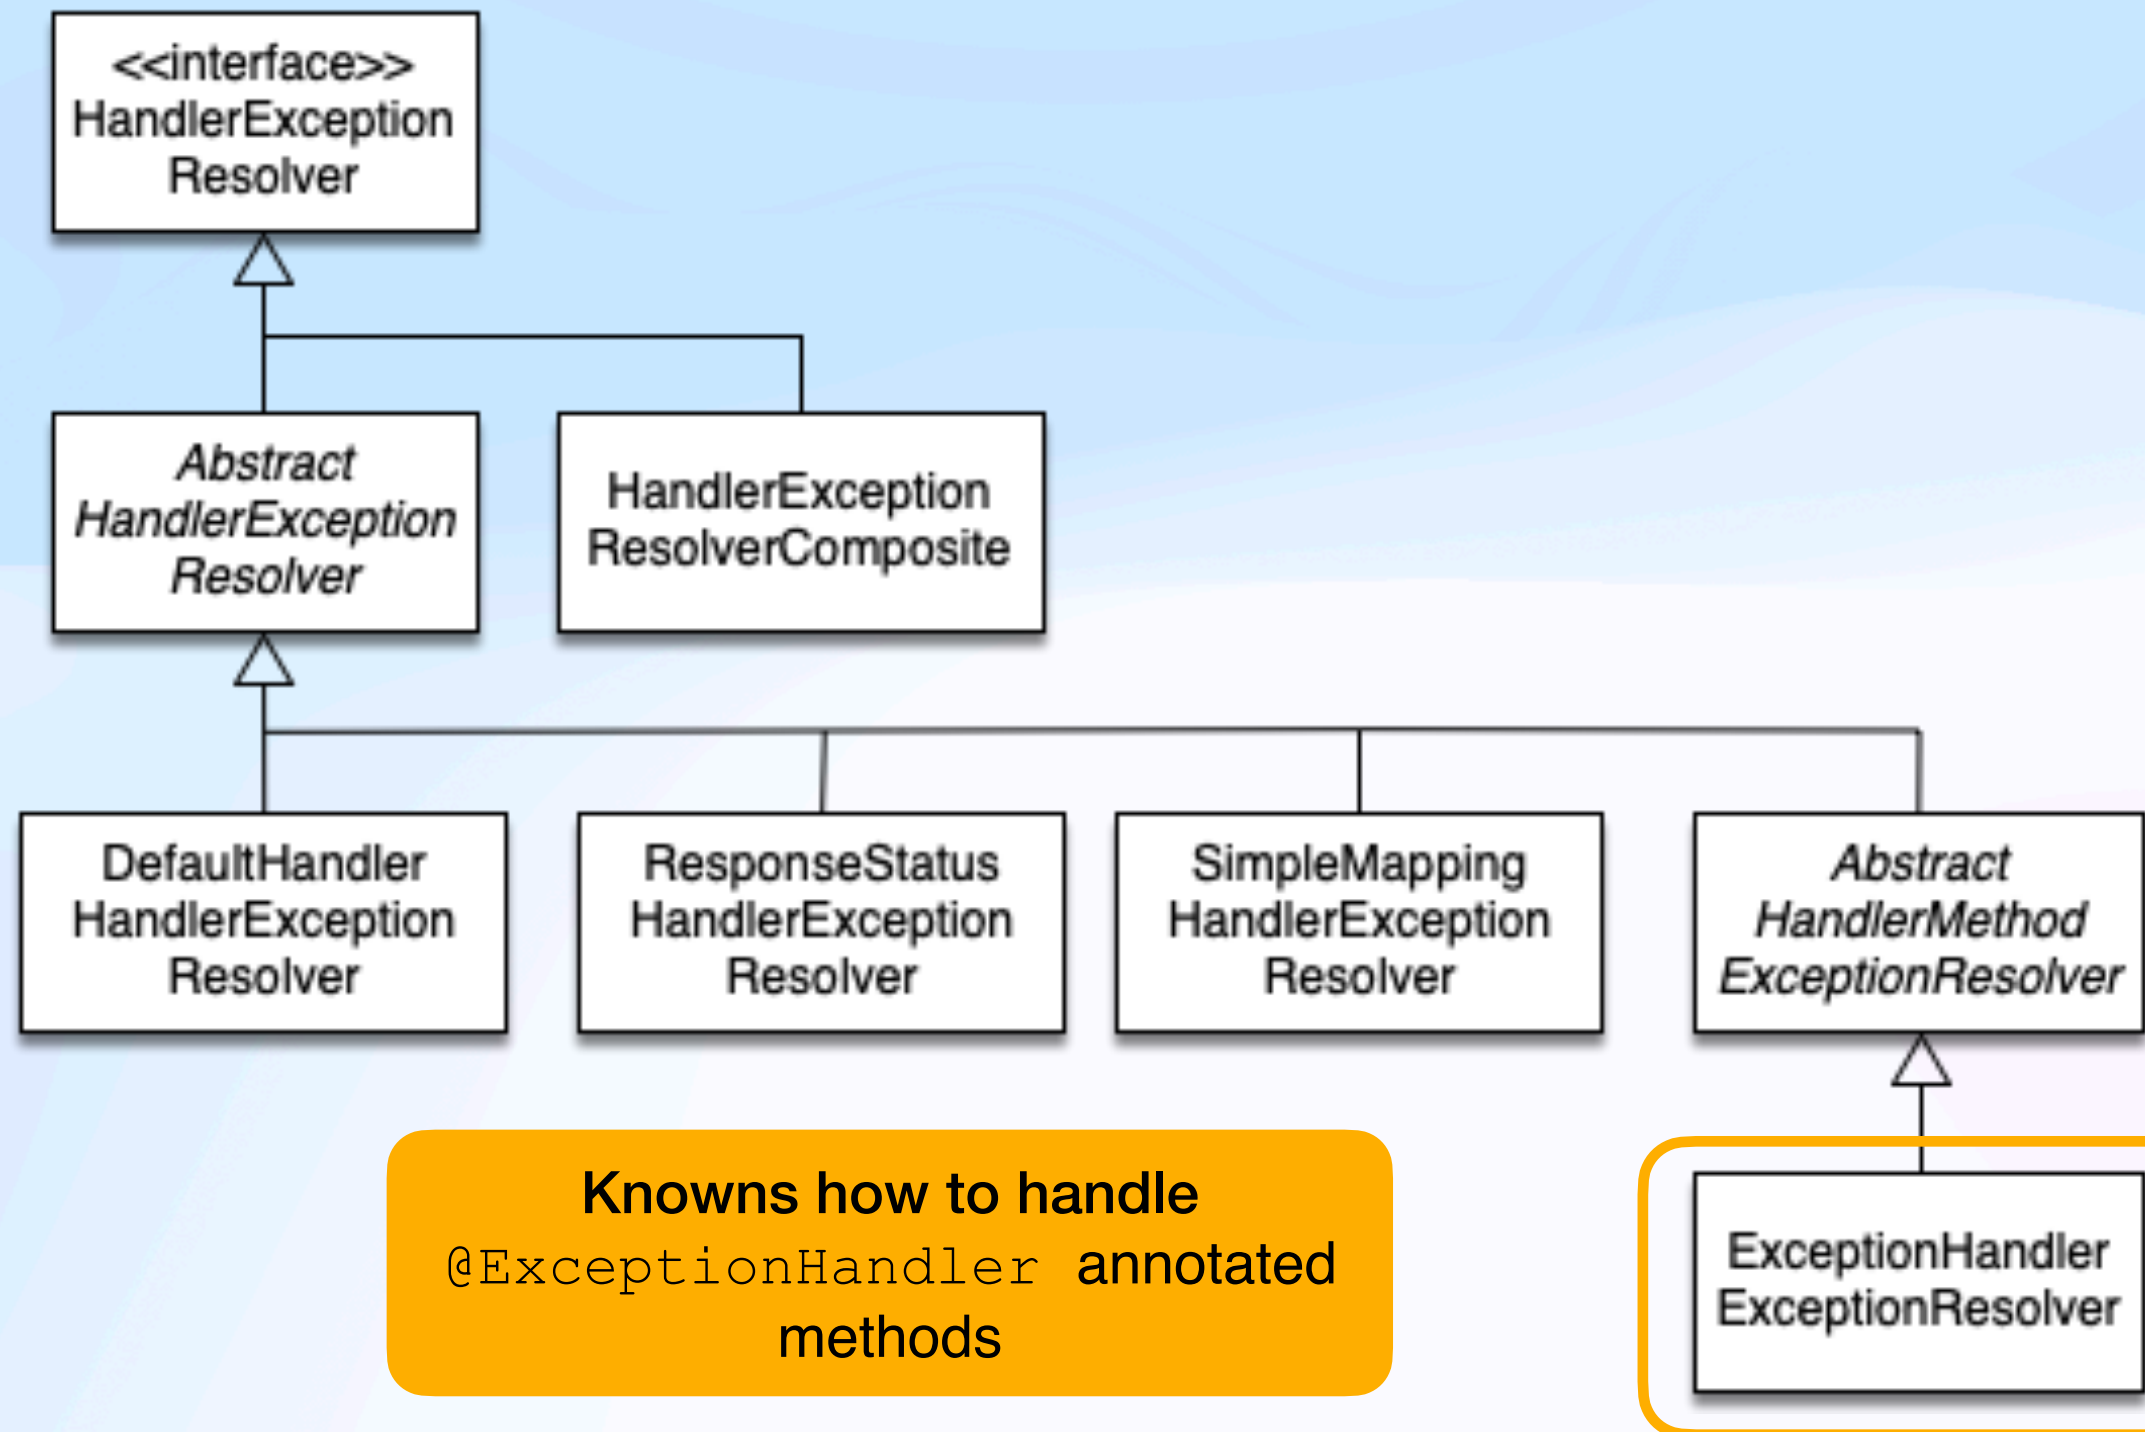 <<interface>>
HandlerException
Resolver
Abstract
HandlerException
Resolver
HandlerException
ResolverComposite
DefaultHandler
HandlerException
Resolver
ResponseStatus
HandlerException
Resolver
SimpleMapping
HandlerException
Resolver
Abstract
HandlerMethod
ExceptionResolver
Knowns how to handle
@ExceptionHandler annotated
methods
ExceptionHandler
ExceptionResolver